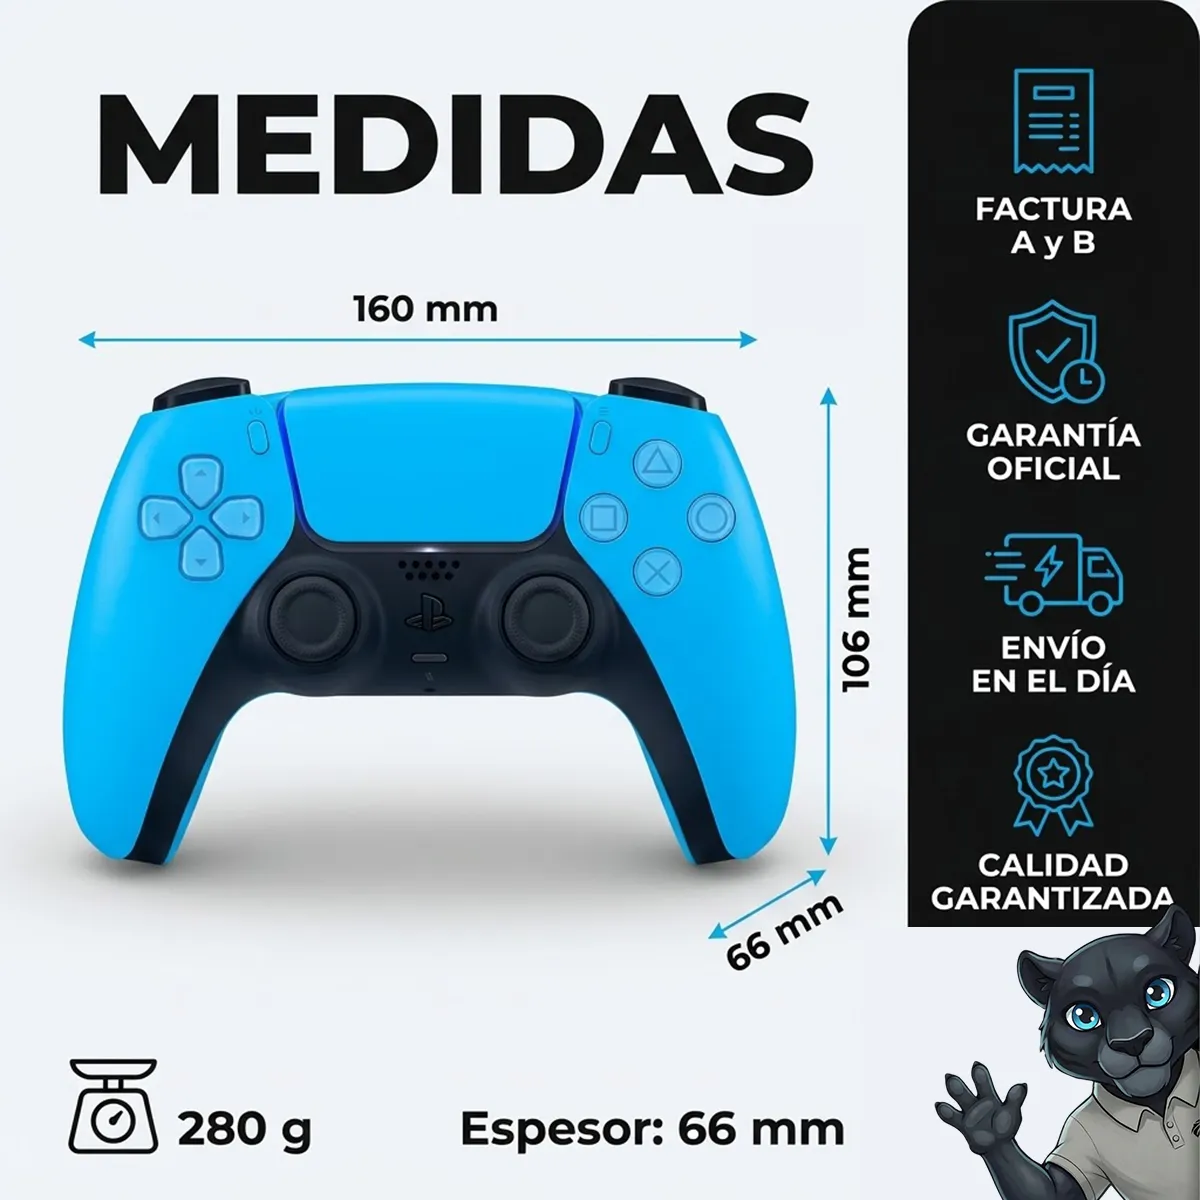 MEDIDAS
160 mm
106 mm
66 mm
280 g
Espesor: 66 mm
FACTURA
A y B
GARANTÍA
OFICIAL
ENVÍO
EN EL DÍA
CALIDAD
GARANTIZADA